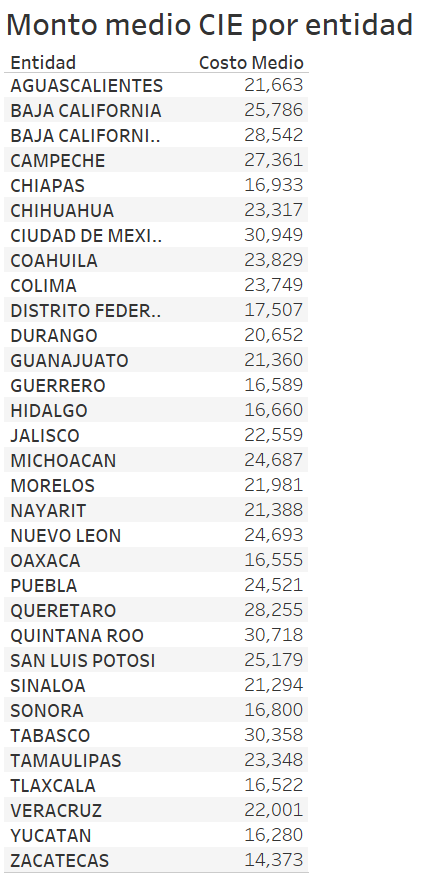 Monto medio CIE por entidad
Entidad Costo Medio
AGUASCALIENTES 21,663
BAJA CALIFORNIA 25,786
BAJA CALIFORNI.. 28,542
CAMPECHE 27,361
CHIAPAS 16,933
CHIHUAHUA 23,317
CIUDAD DE MEXI.. 30,949
COAHUILA 23,829
COLIMA 23,749
DISTRITO FEDER.. 17,507
DURANGO 20,652
GUANAJUATO 21,360
GUERRERO 16,589
HIDALGO 16,660
JALISCO 22,559
MICHOACAN 24,687
MORELOS 21,981
NAYARIT 21,388
NUEVO LEON 24,693
OAXACA 16,555
PUEBLA 24,521
QUERETARO 28,255
QUINTANA ROO 30,718
SAN LUIS POTOSI 25,179
SINALOA 21,294
SONORA 16,800
TABASCO 30,358
TAMAULIPAS 23,348
TLAXCALA 16,522
VERACRUZ 22,001
YUCATAN 16,280
ZACATECAS 14,373